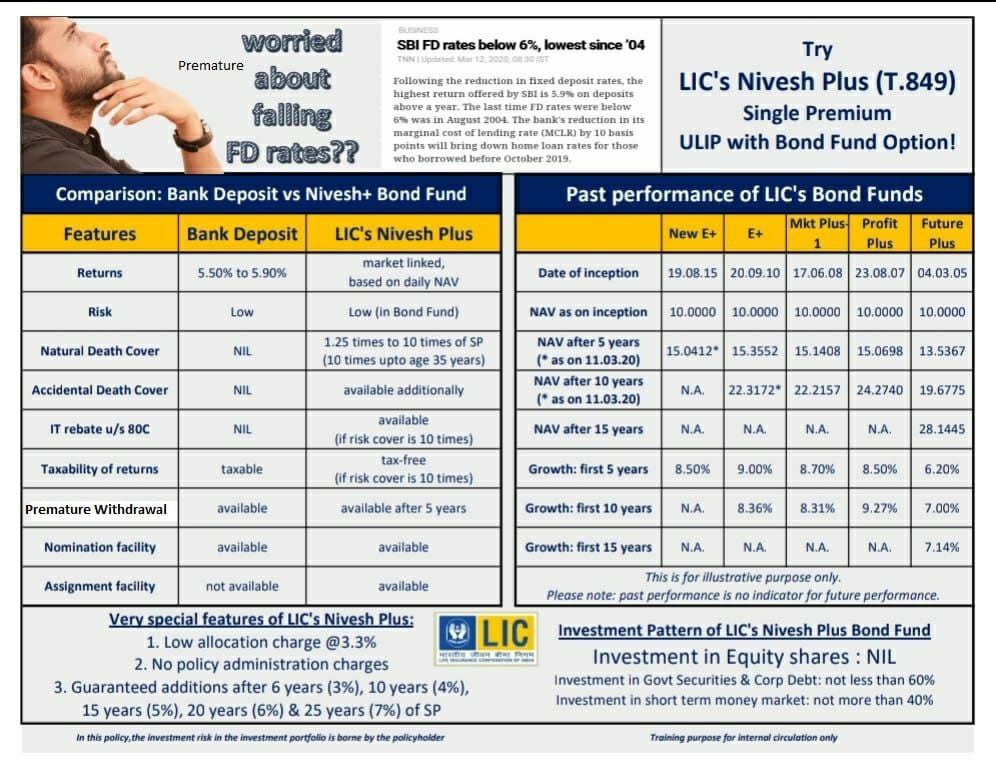 worried
Premature
about
falling
FD rates??
BUSINESS
SBI FD rates below 6%, lowest since '04
TNN | Updated: Mar 12, 2020, 08:30 IST
Following the reduction in fixed deposit rates, the
highest return offered by SBI is 5.9% on deposits
above a year. The last time FD rates were below
6% was in August 2004. The bank's reduction in its
marginal cost of lending rate (MCLR) by 10 basis
points will bring down home loan rates for those
who borrowed before October 2019.
Try
LIC's Nivesh Plus (T.849)
Single Premium
ULIP with Bond Fund Option!
Comparison: Bank Deposit vs Nivesh+ Bond Fund
Features Bank Deposit LIC's Nivesh Plus
Returns 5.50% to 5.90% market linked,
based on daily NAV
Risk Low Low (in Bond Fund)
Natural Death Cover NIL 1.25 times to 10 times of SP
(10 times upto age 35 years)
Accidental Death Cover NIL available additionally
IT rebate u/s 80C NIL available
(if risk cover is 10 times)
Taxability of returns taxable tax-free
(if risk cover is 10 times)
Premature Withdrawal available available after 5 years
Nomination facility available available
Assignment facility not available available
Past performance of LIC's Bond Funds
New E+ E+ Mkt Plus-1 Profit Plus Future Plus
Date of inception 19.08.15 20.09.10 17.06.08 23.08.07 04.03.05
NAV as on inception 10.0000 10.0000 10.0000 10.0000 10.0000
NAV after 5 years
(* as on 11.03.20) 15.0412* 15.3552 15.1408 15.0698 13.5367
NAV after 10 years
(* as on 11.03.20) N.A. 22.3172* 22.2157 24.2740 19.6775
NAV after 15 years N.A. N.A. N.A. N.A. 28.1445
Growth: first 5 years 8.50% 9.00% 8.70% 8.50% 6.20%
Growth: first 10 years N.A. 8.36% 8.31% 9.27% 7.00%
Growth: first 15 years N.A. N.A. N.A. N.A. 7.14%
This is for illustrative purpose only.
Please note: past performance is no indicator for future performance.
Very special features of LIC's Nivesh Plus:
1. Low allocation charge @3.3%
2. No policy administration charges
3. Guaranteed additions after 6 years (3%), 10 years (4%),
15 years (5%), 20 years (6%) & 25 years (7%) of SP
LIC
भारतीय जीवन बीमा निगम
LIFE INSURANCE CORPORATION OF INDIA
Investment Pattern of LIC's Nivesh Plus Bond Fund
Investment in Equity shares : NIL
Investment in Govt Securities & Corp Debt: not less than 60%
Investment in short term money market: not more than 40%
In this policy,the investment risk in the investment portfolio is borne by the policyholder
Training purpose for internal circulation only